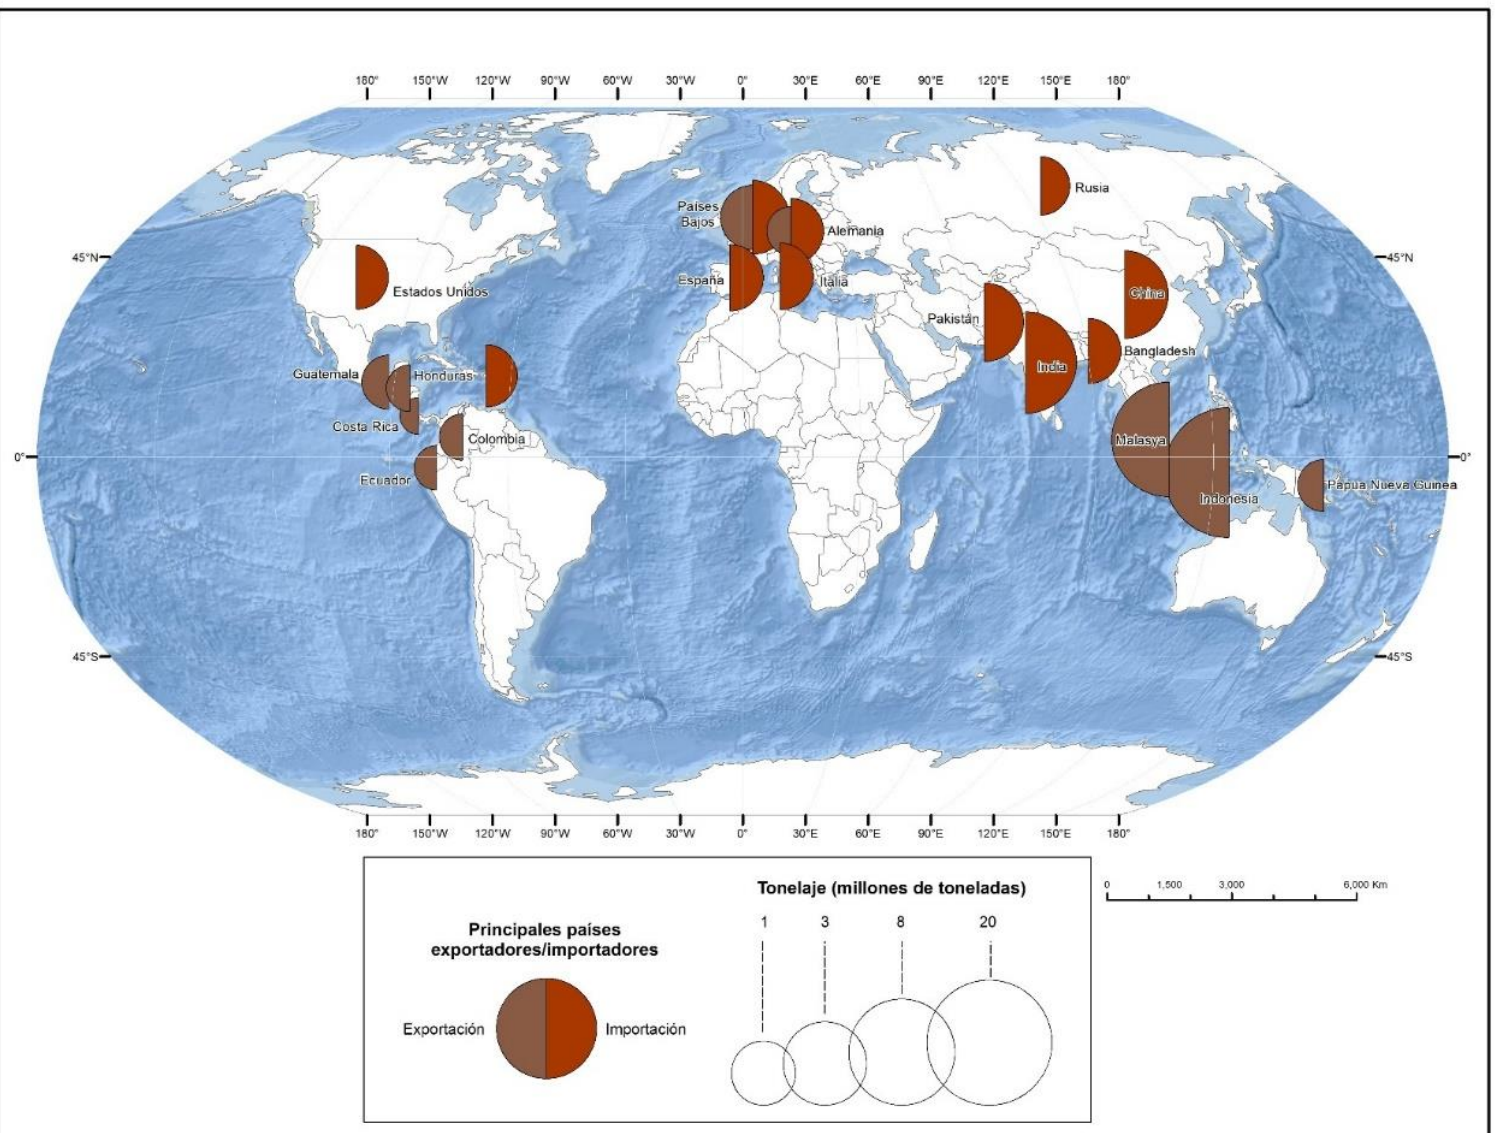 180° 150°W 120°W 90°W 60°W 30°W 0° 30°E 60°E 90°E 120°E 150°E 180°
Rusia
Países
Bajos
Alemania
45°N 45°N
España
Italia
China
Estados Unidos
Pakistán
Bangladesh
India
Guatemala
Honduras
Costa Rica
Colombia
Malasya
0° 0°
Ecuador
Papua Nueva Guinea
Indonesia
45°S 45°S
180° 150°W 120°W 90°W 60°W 30°W 0° 30°E 60°E 90°E 120°E 150°E 180°
Principales países
exportadores/importadores
Exportación
Importación
Tonelaje (millones de toneladas)
1 3 8 20
0 1,500 3,000 6,000 Km